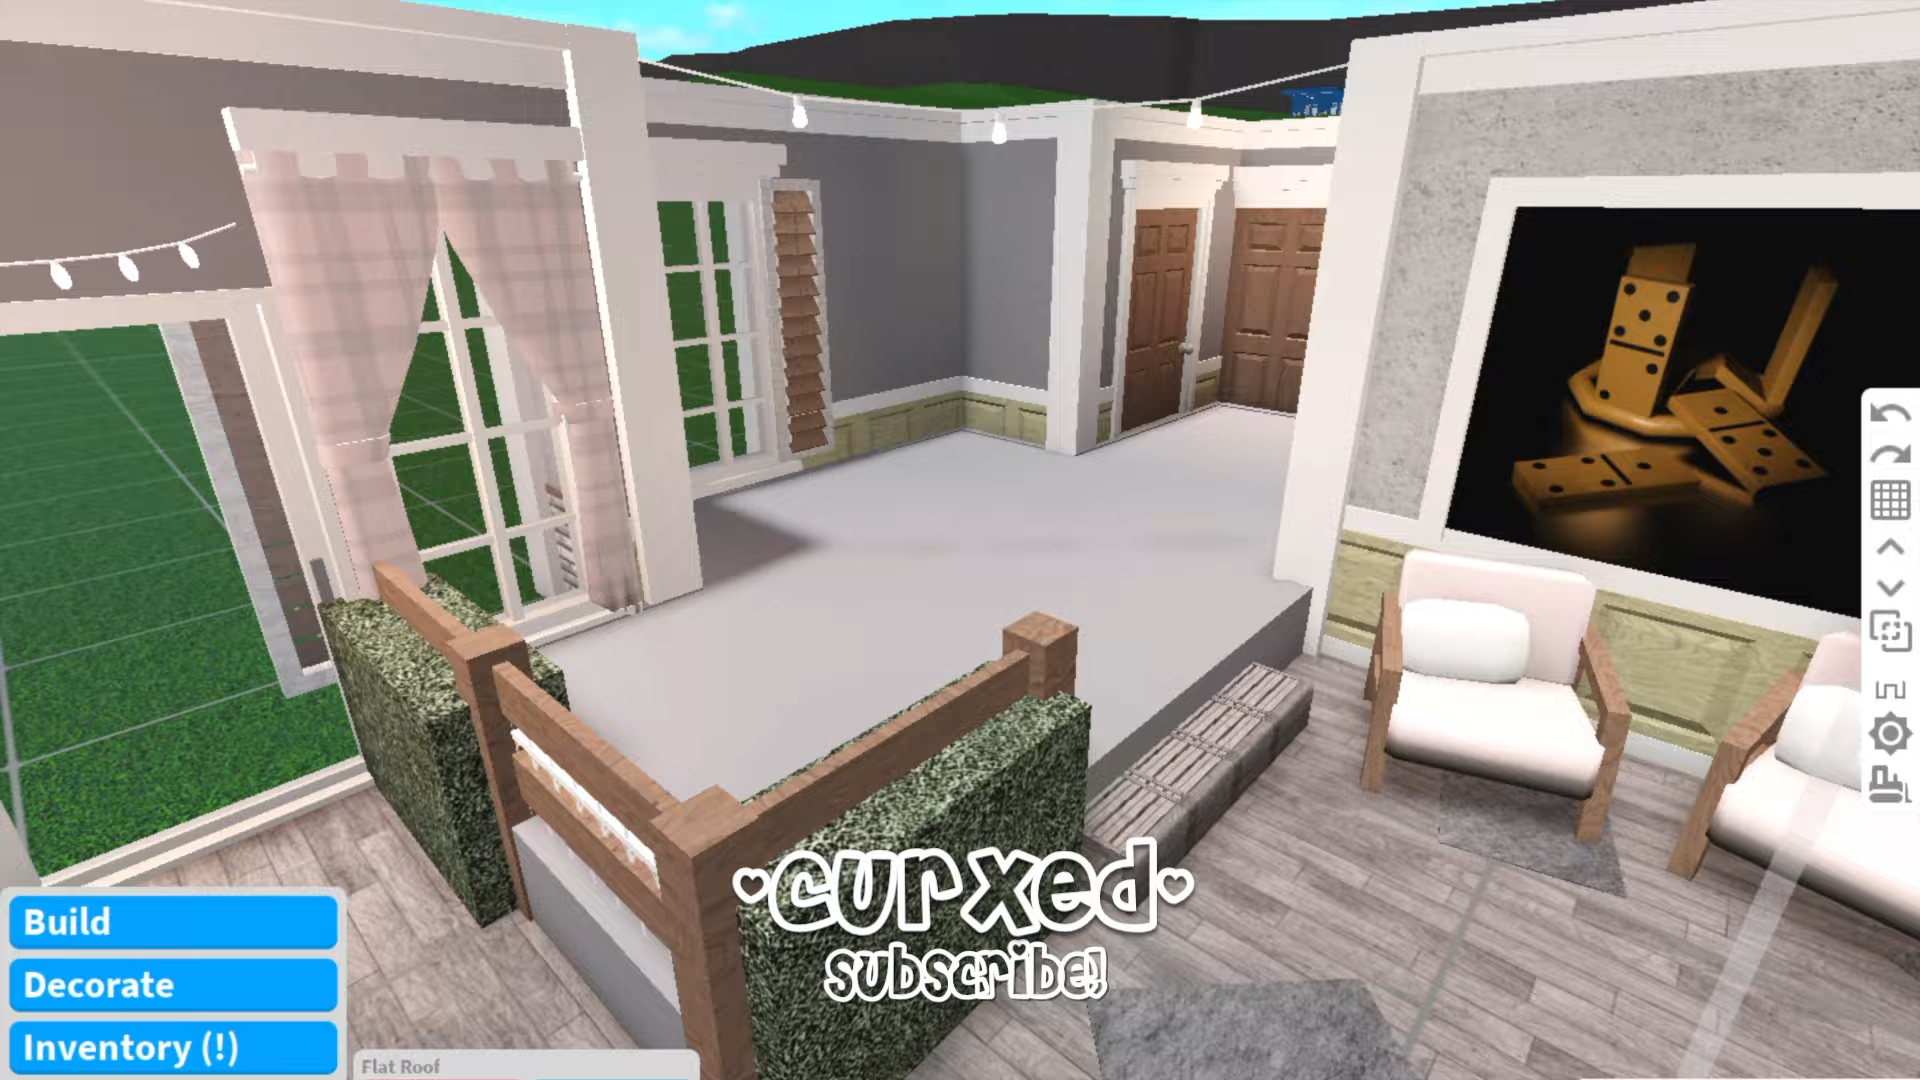 •curxed•
subscribe!
Build
Decorate
Inventory (!)
Flat Roof